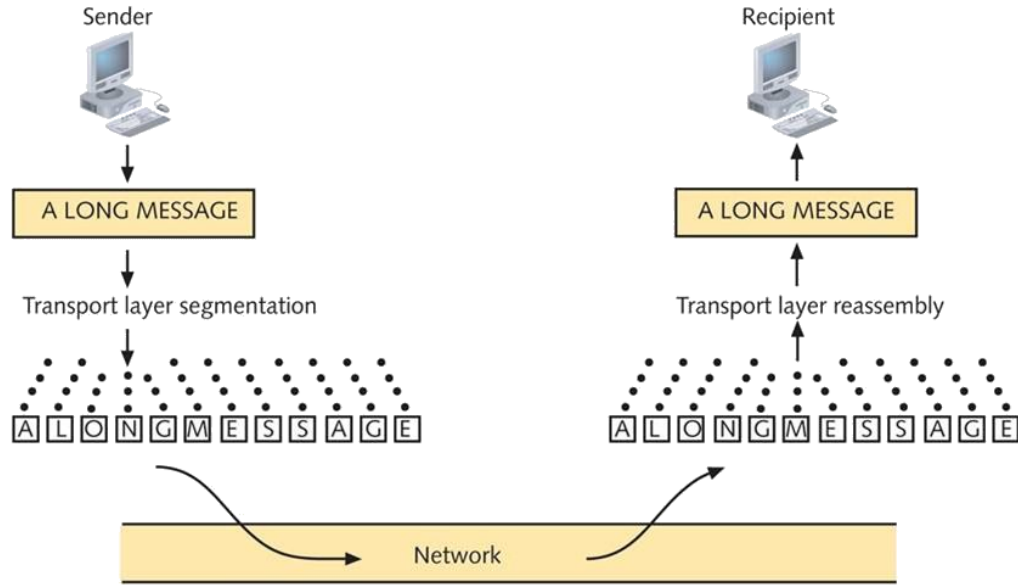 Sender
Recipient
A LONG MESSAGE
A LONG MESSAGE
Transport layer segmentation
Transport layer reassembly
A L O N G M E S S A G E
A L O N G M E S S A G E
Network